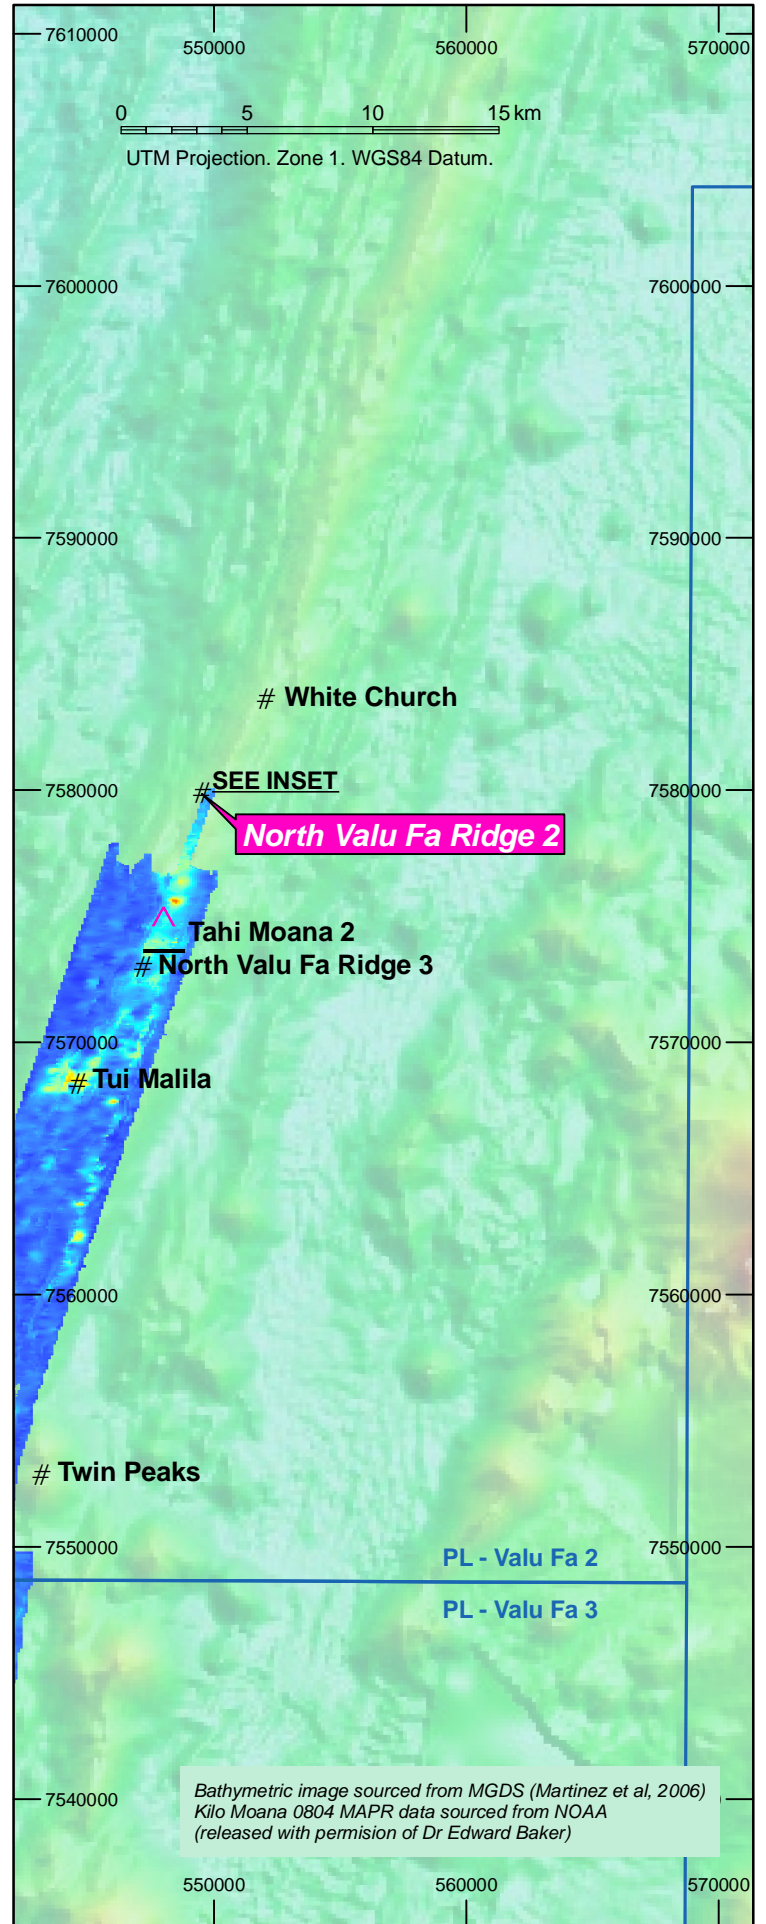 7610000
550000
560000
570000
0 5 10 15 km
UTM Projection. Zone 1. WGS84 Datum.
7600000
7600000
7590000
7590000
# White Church
7580000
# SEE INSET
7580000
North Valu Fa Ridge 2
Tahi Moana 2
# North Valu Fa Ridge 3
7570000
7570000
# Tui Malila
7560000
7560000
# Twin Peaks
7550000
7550000
PL - Valu Fa 2
PL - Valu Fa 3
7540000
Bathymetric image sourced from MGDS (Martinez et al, 2006)
Kilo Moana 0804 MAPR data sourced from NOAA
(released with permision of Dr Edward Baker)
550000
560000
570000